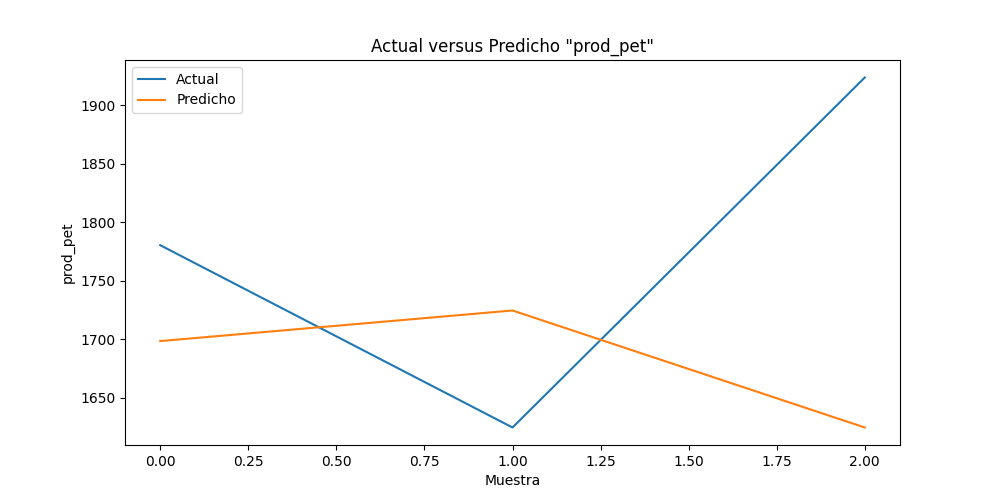 Actual versus Predicho "prod_pet"
Actual
Predicho
1900
1850
1800
1750
1700
1650
prod_pet
0.00 0.25 0.50 0.75 1.00 1.25 1.50 1.75 2.00
Muestra